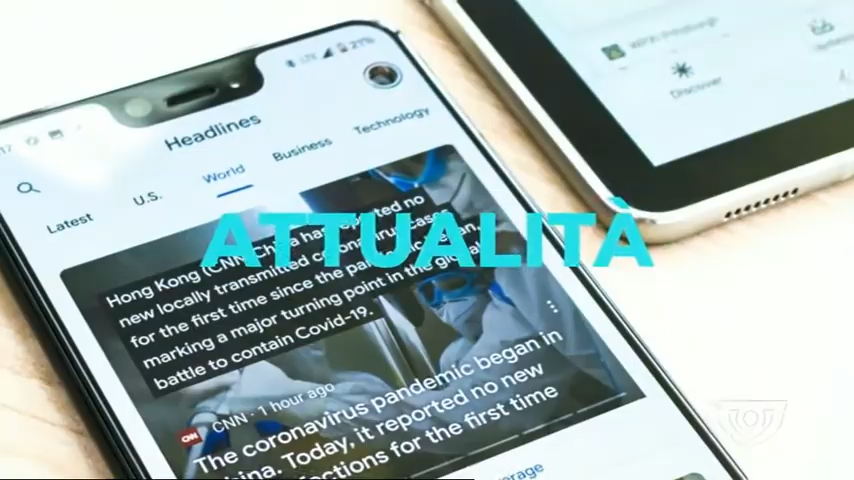 21%
Headlines
Latest
U.S.
World
Business
Technology
ATTUALITÀ
Hong Kong (CNN) China has reported no
new locally transmitted coronavirus cases
for the first time since the pandemic began,
marking a major turning point in the global
battle to contain Covid-19.
CNN · 1 hour ago
The coronavirus pandemic began in
China. Today, it reported no new
infections for the first time
Discover